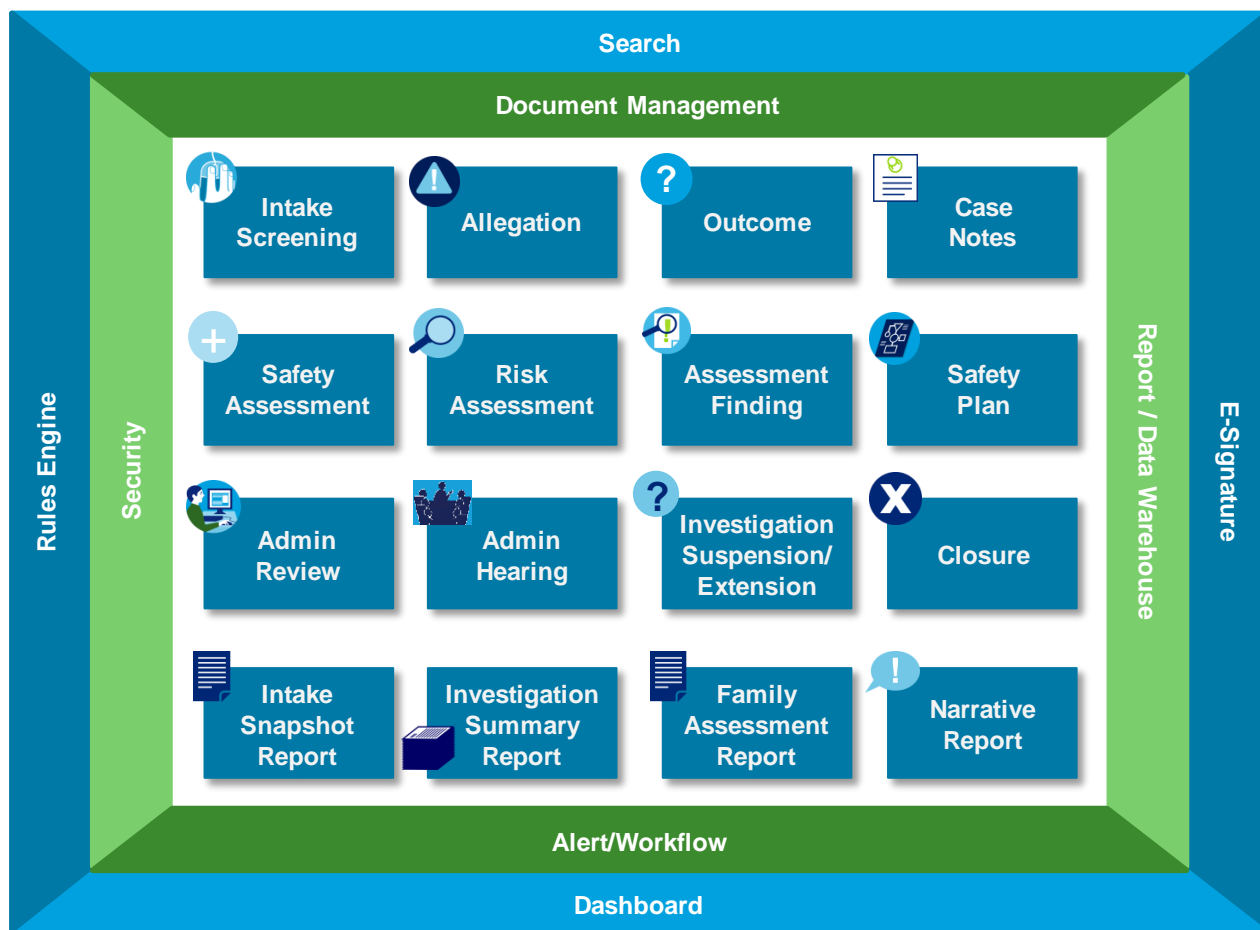 Search
Document Management
Rules Engine
Security
?
Intake
Screening
!
Allegation
Outcome
Case
Notes
+
Safety
Assessment
Risk
Assessment
!
Assessment
Finding
Safety
Plan
Admin
Review
Admin
Hearing
?
Investigation
Suspension/
Extension
X
Closure
Intake
Snapshot
Report
Investigation
Summary
Report
Family
Assessment
Report
!
Narrative
Report
Report / Data Warehouse
E-Signature
Alert/Workflow
Dashboard